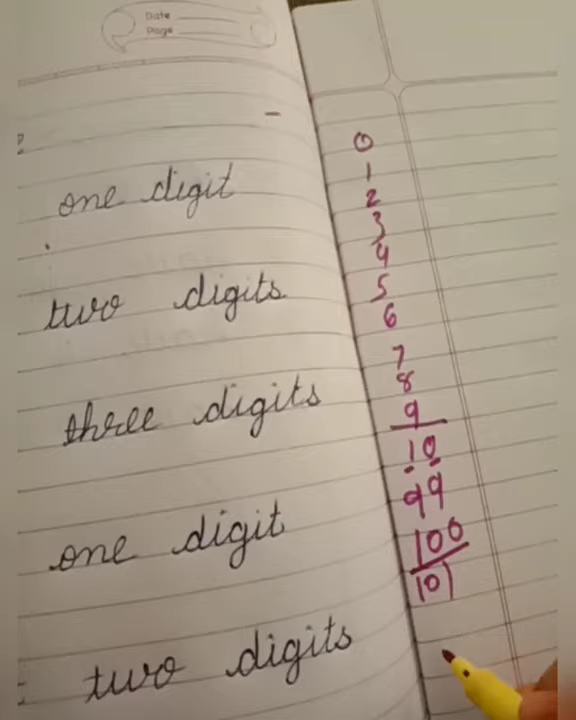 Date
Page
one digit
two digits
three digits
one digit
two digits
0
1
2
3
4
5
6
7
8
9
10
99
100
101